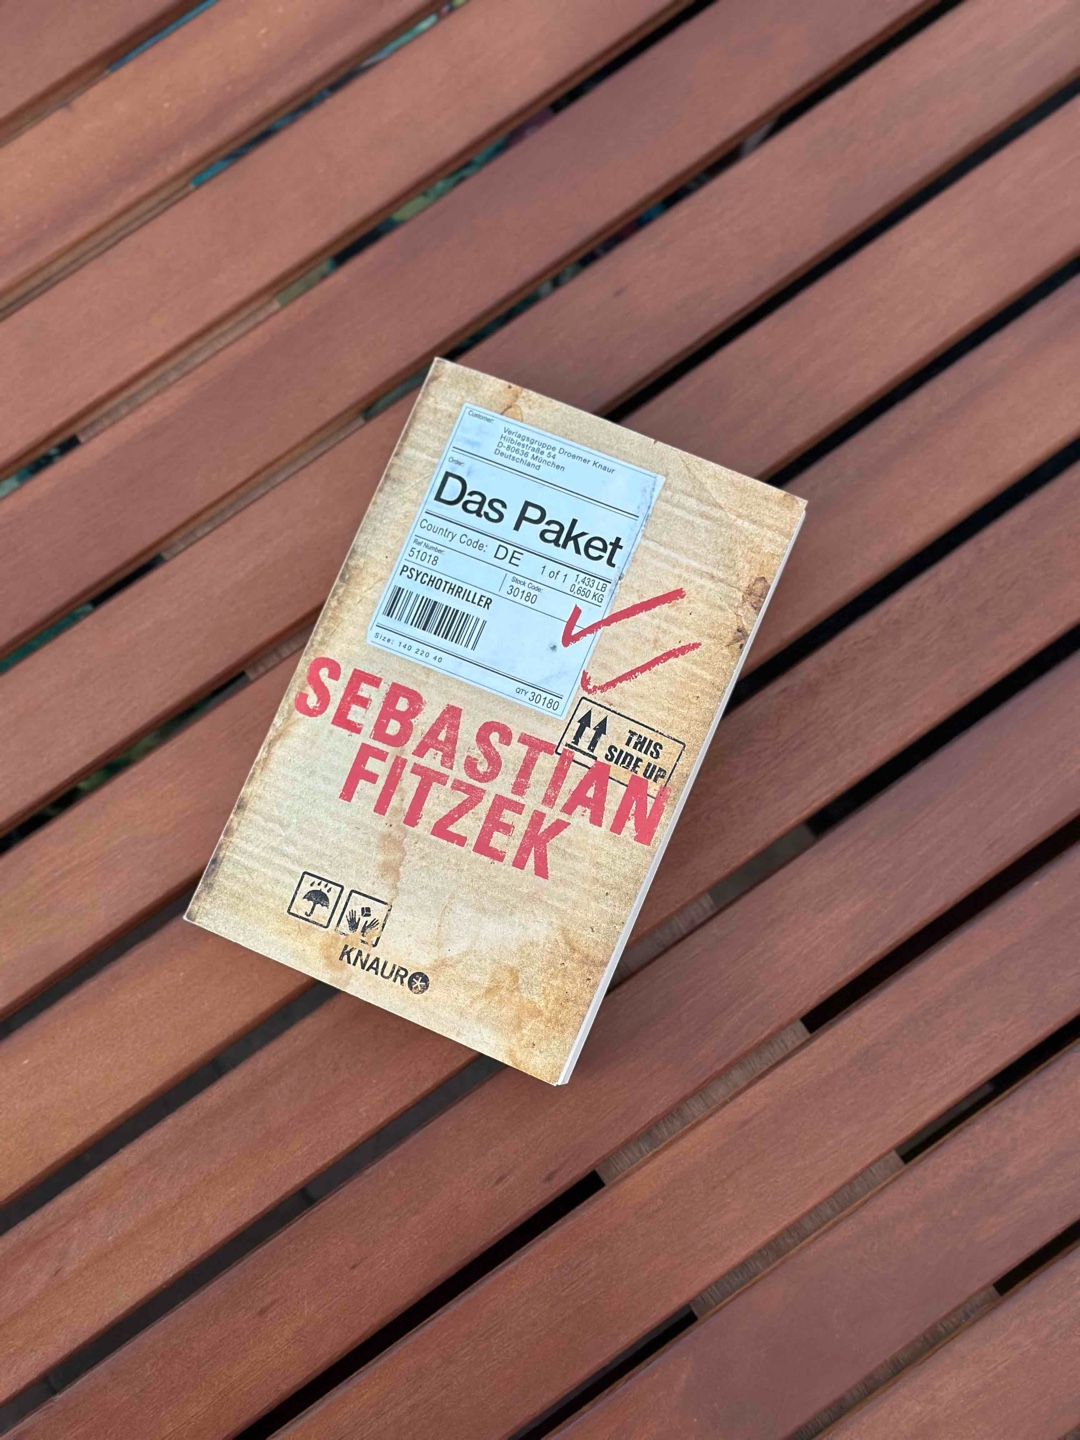 Customer:
Verlagsgruppe Droemer Knaur
Hilblestraße 54
D-80636 München
Deutschland
Order:
Das Paket
Country Code: DE
1 of 1
1,433 LB
0,650 KG
Ref Number:
51018
Stock Code:
30180
PSYCHOTHRILLER
Size: 140 220 40
QTY 30180
THIS
SIDE UP
SEBASTIAN
FITZEK
KNAUR